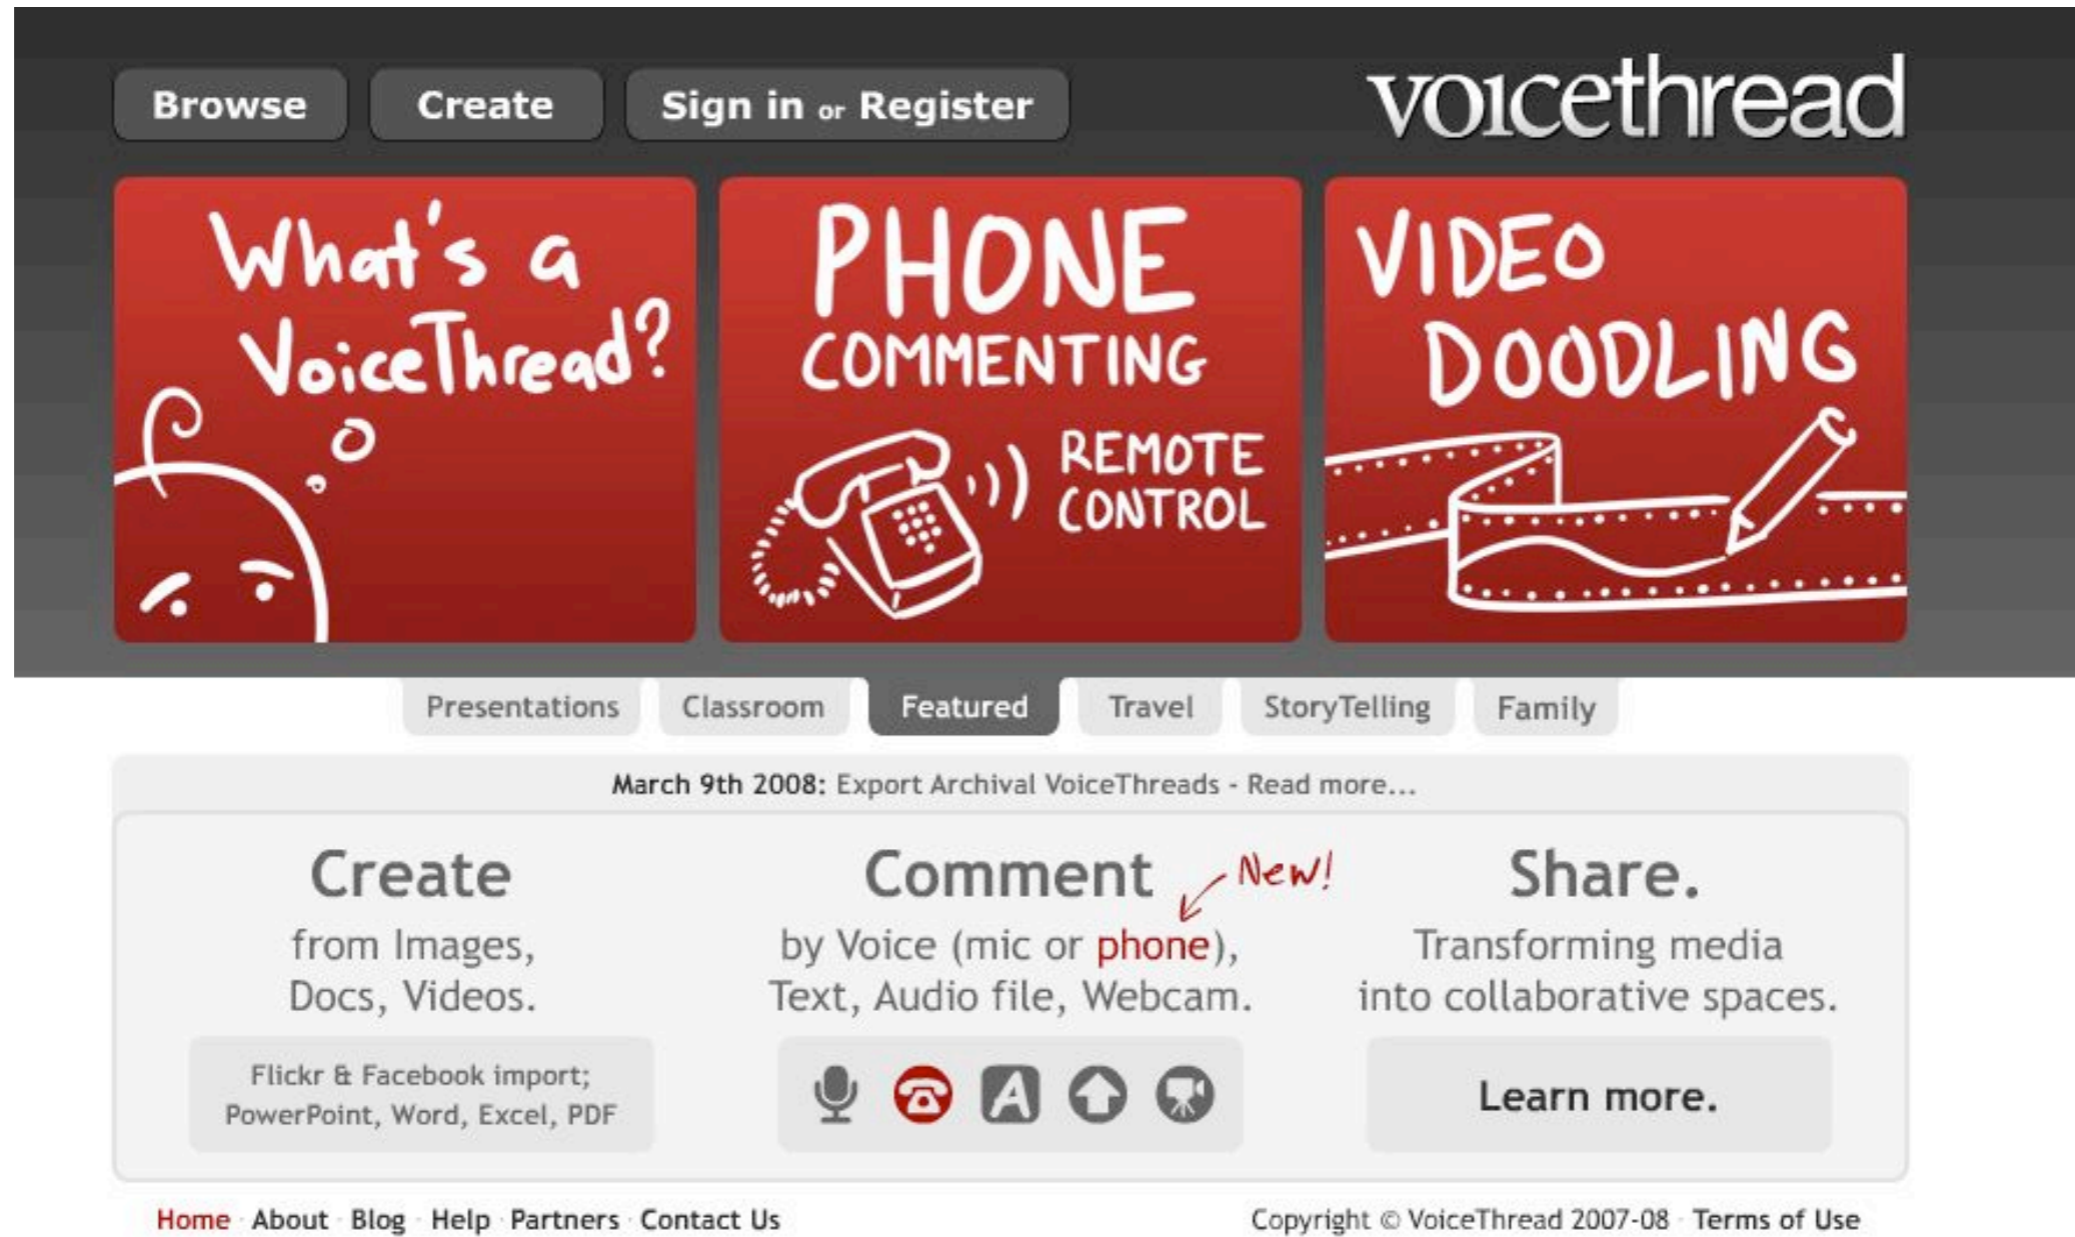 Browse Create Sign in or Register voicethread
What's a
VoiceThread?
PHONE
COMMENTING
REMOTE
CONTROL
VIDEO
DOODLING
Presentations Classroom Featured Travel StoryTelling Family
March 9th 2008: Export Archival VoiceThreads - Read more...
Create
from Images,
Docs, Videos.
Flickr & Facebook import;
PowerPoint, Word, Excel, PDF
Comment
New!
by Voice (mic or phone),
Text, Audio file, Webcam.
A
Share.
Transforming media
into collaborative spaces.
Learn more.
Home · About · Blog · Help · Partners · Contact Us
Copyright © VoiceThread 2007-08 · Terms of Use